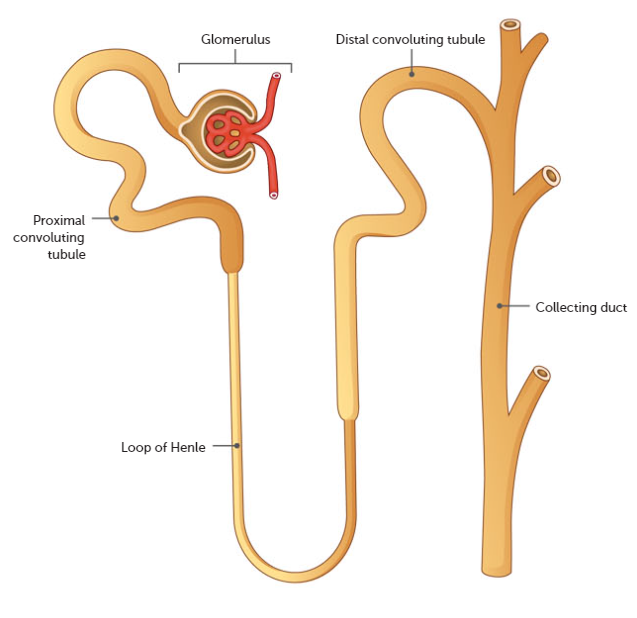 Glomerulus
Distal convoluting tubule
Proximal
convoluting
tubule
Collecting duct
Loop of Henle